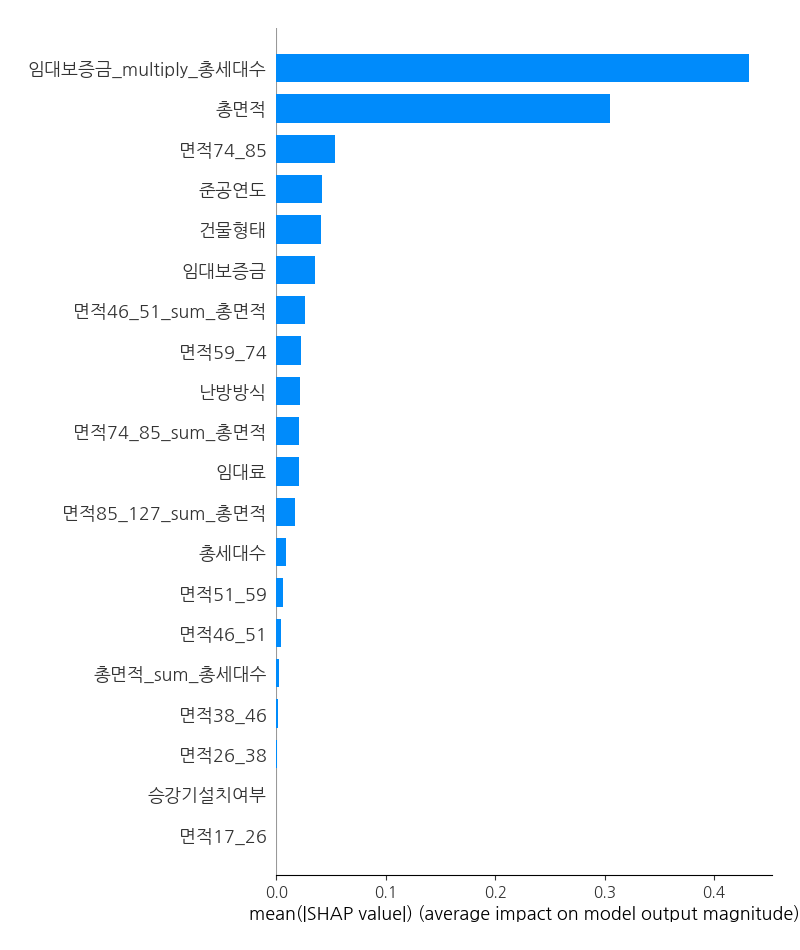 임대보증금_multiply_총세대수
총면적
면적74_85
준공연도
건물형태
임대보증금
면적46_51_sum_총면적
면적59_74
난방방식
면적74_85_sum_총면적
임대료
면적85_127_sum_총면적
총세대수
면적51_59
면적46_51
총면적_sum_총세대수
면적38_46
면적26_38
승강기설치여부
면적17_26
0.0 0.1 0.2 0.3 0.4
mean(|SHAP value|) (average impact on model output magnitude)